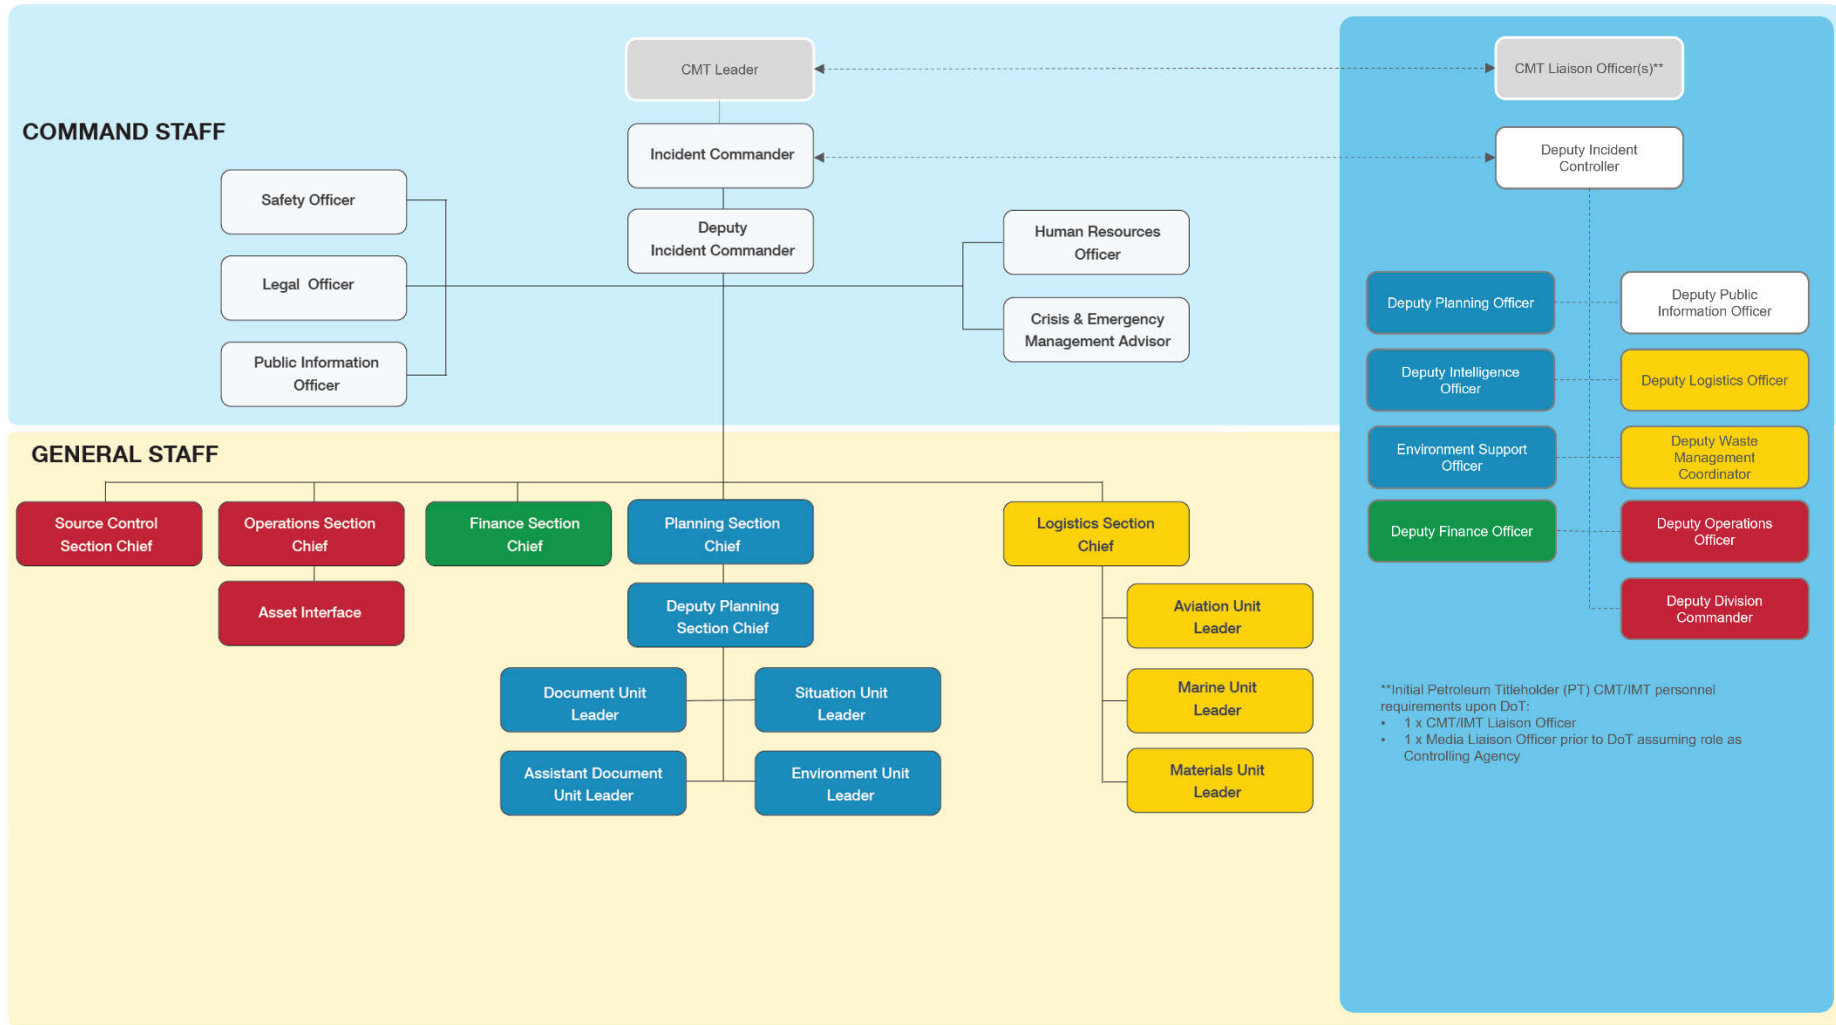 CMT Leader
CMT Liaison Officer(s)**
COMMAND STAFF
Incident Commander
Deputy Incident
Controller
Safety Officer
Deputy
Incident Commander
Human Resources
Officer
Legal Officer
Crisis & Emergency
Management Advisor
Public Information
Officer
Deputy Planning Officer
Deputy Public
Information Officer
Deputy Intelligence
Officer
Deputy Logistics Officer
Environment Support
Officer
Deputy Waste
Management
Coordinator
Deputy Finance Officer
Deputy Operations
Officer
Deputy Division
Commander
GENERAL STAFF
Source Control
Section Chief
Operations Section
Chief
Finance Section
Chief
Planning Section
Chief
Logistics Section
Chief
Asset Interface
Deputy Planning
Section Chief
Aviation Unit
Leader
Document Unit
Leader
Situation Unit
Leader
Marine Unit
Leader
Assistant Document
Unit Leader
Environment Unit
Leader
Materials Unit
Leader
**Initial Petroleum Titleholder (PT) CMT/IMT personnel
requirements upon DoT:
• 1 x CMT/IMT Liaison Officer
• 1 x Media Liaison Officer prior to DoT assuming role as
Controlling Agency